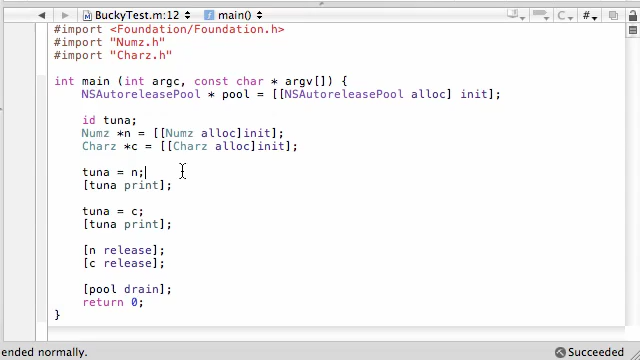 BuckyTest.m:12 main() C #
#import <Foundation/Foundation.h>
#import "Numz.h"
#import "Charz.h"
int main (int argc, const char * argv[]) {
NSAutoreleasePool * pool = [[NSAutoreleasePool alloc] init];
id tuna;
Numz *n = [[Numz alloc]init];
Charz *c = [[Charz alloc]init];
tuna = n;
[tuna print];
tuna = c;
[tuna print];
[n release];
[c release];
[pool drain];
return 0;
}
ended normally. Succeeded